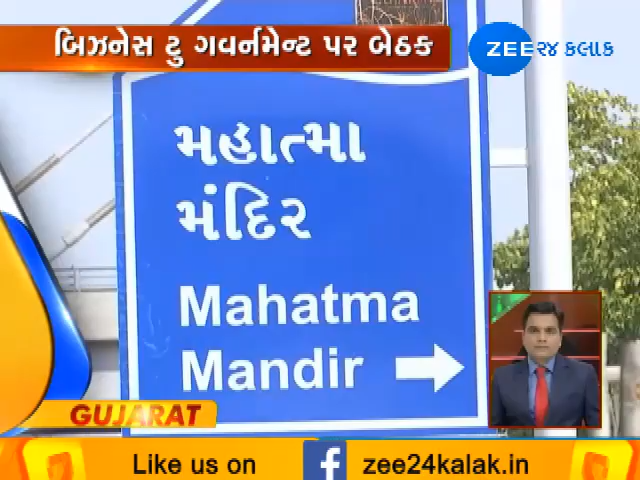 બિઝનેસ ટુ ગવર્નમેન્ટ પર બેઠક
ZEE ૨૪ કલાક
મહાત્મા
મંદિર
Mahatma
Mandir
GUJARAT
Like us on f zee24kalak.in